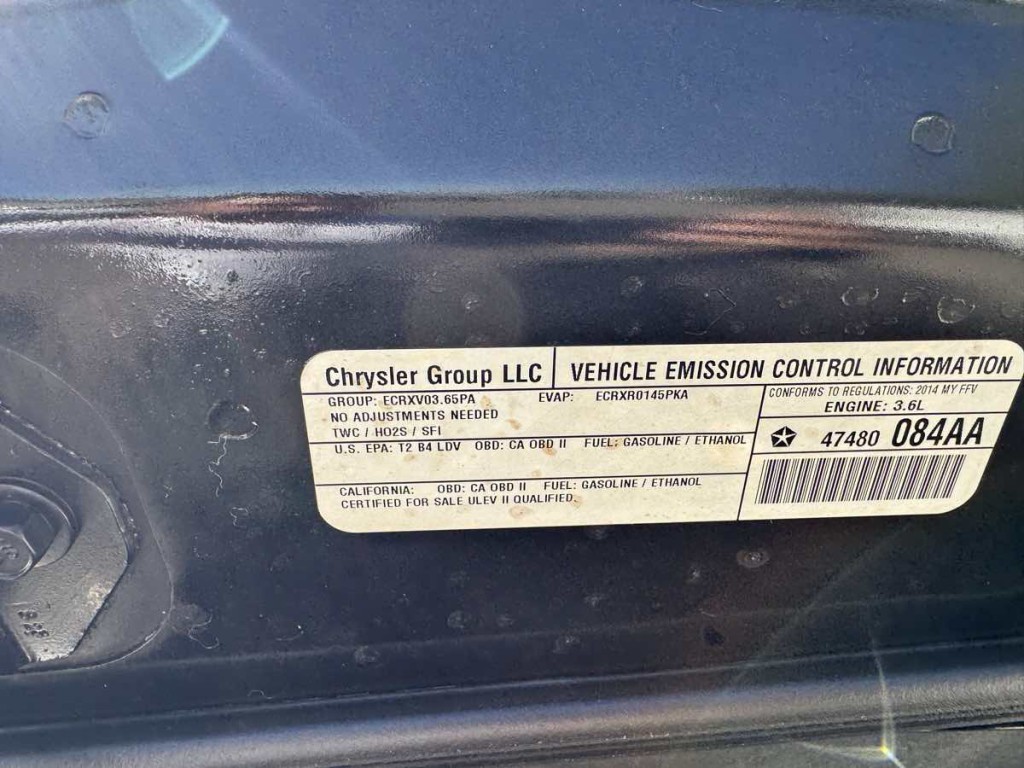 Chrysler Group LLC
VEHICLE EMISSION CONTROL INFORMATION
GROUP: ECRXV03.65PA EVAP: ECRXR0145PKA
NO ADJUSTMENTS NEEDED
TWC / HO2S / SFI
CONFORMS TO REGULATIONS: 2014 MY FFV
ENGINE: 3.6L
U.S. EPA: T2 B4 LDV OBD: CA OBD II FUEL: GASOLINE / ETHANOL
47480 084AA
CALIFORNIA: OBD: CA OBD II FUEL: GASOLINE / ETHANOL
CERTIFIED FOR SALE ULEV II QUALIFIED.